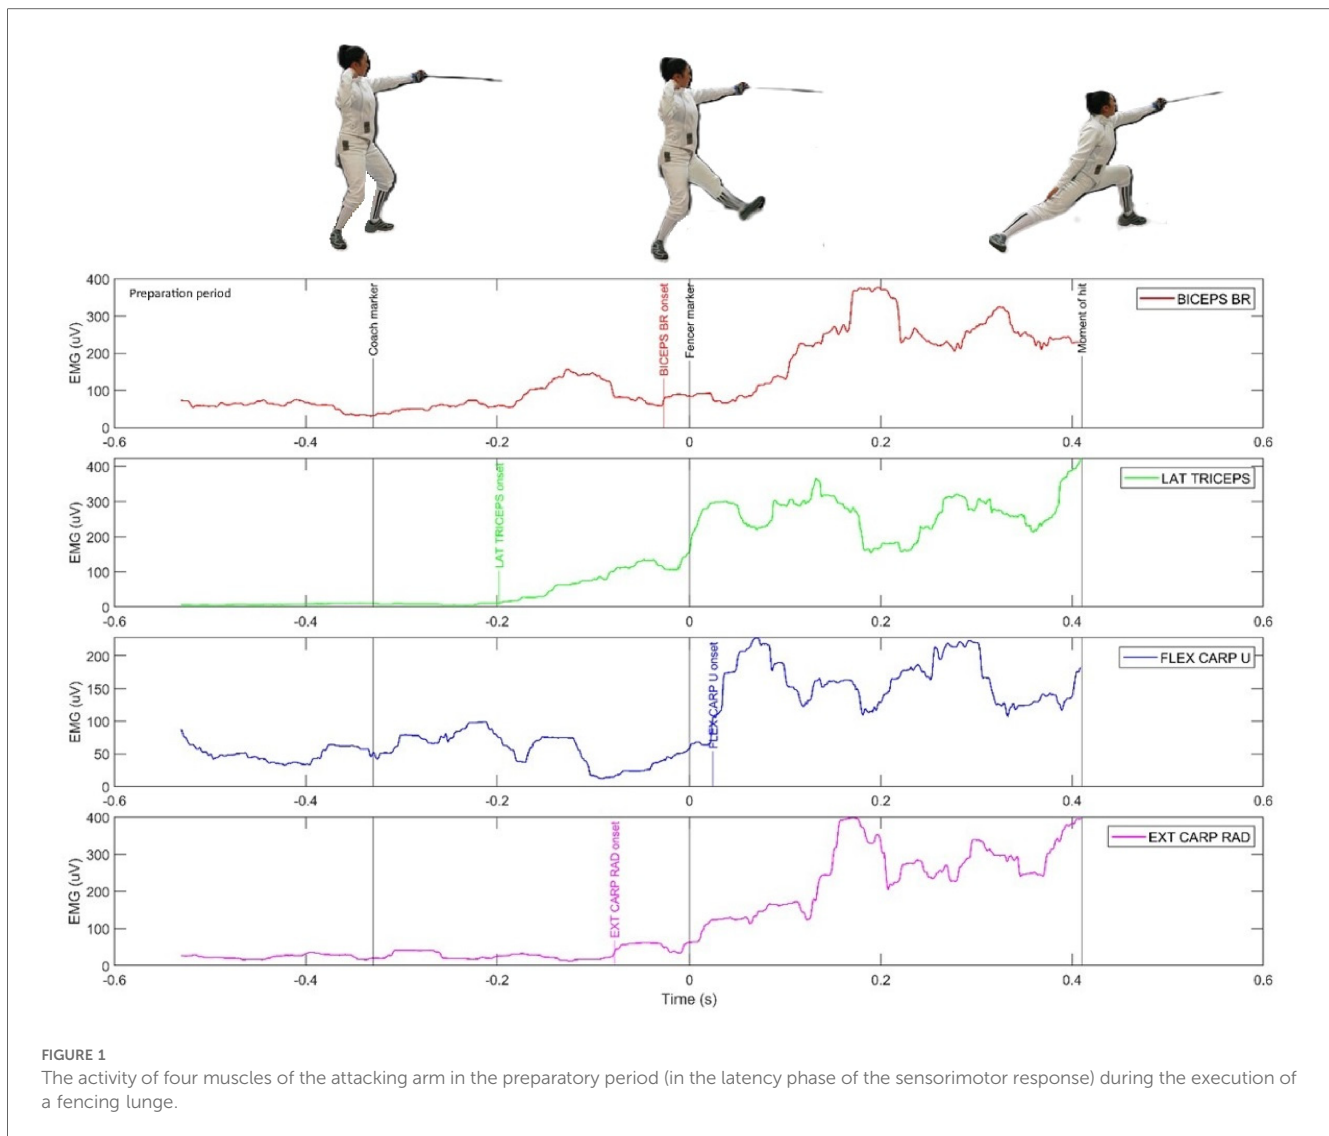 Preparation period
Coach marker
BICEPS BR onset
Fencer marker
Moment of hit
BICEPS BR
EMG (uV)
400
300
200
100
0
-0.6
-0.4
-0.2
0
0.2
0.4
0.6
LAT TRICEPS onset
LAT TRICEPS
EMG (uV)
400
300
200
100
0
-0.6
-0.4
-0.2
0
0.2
0.4
0.6
FLEX CARP U onset
FLEX CARP U
EMG (uV)
200
150
100
50
0
-0.6
-0.4
-0.2
0
0.2
0.4
0.6
EXT CARP RAD onset
EXT CARP RAD
EMG (uV)
400
300
200
100
0
-0.6
-0.4
-0.2
0
0.2
0.4
0.6
Time (s)
FIGURE 1
The activity of four muscles of the attacking arm in the preparatory period (in the latency phase of the sensorimotor response) during the execution of
a fencing lunge.